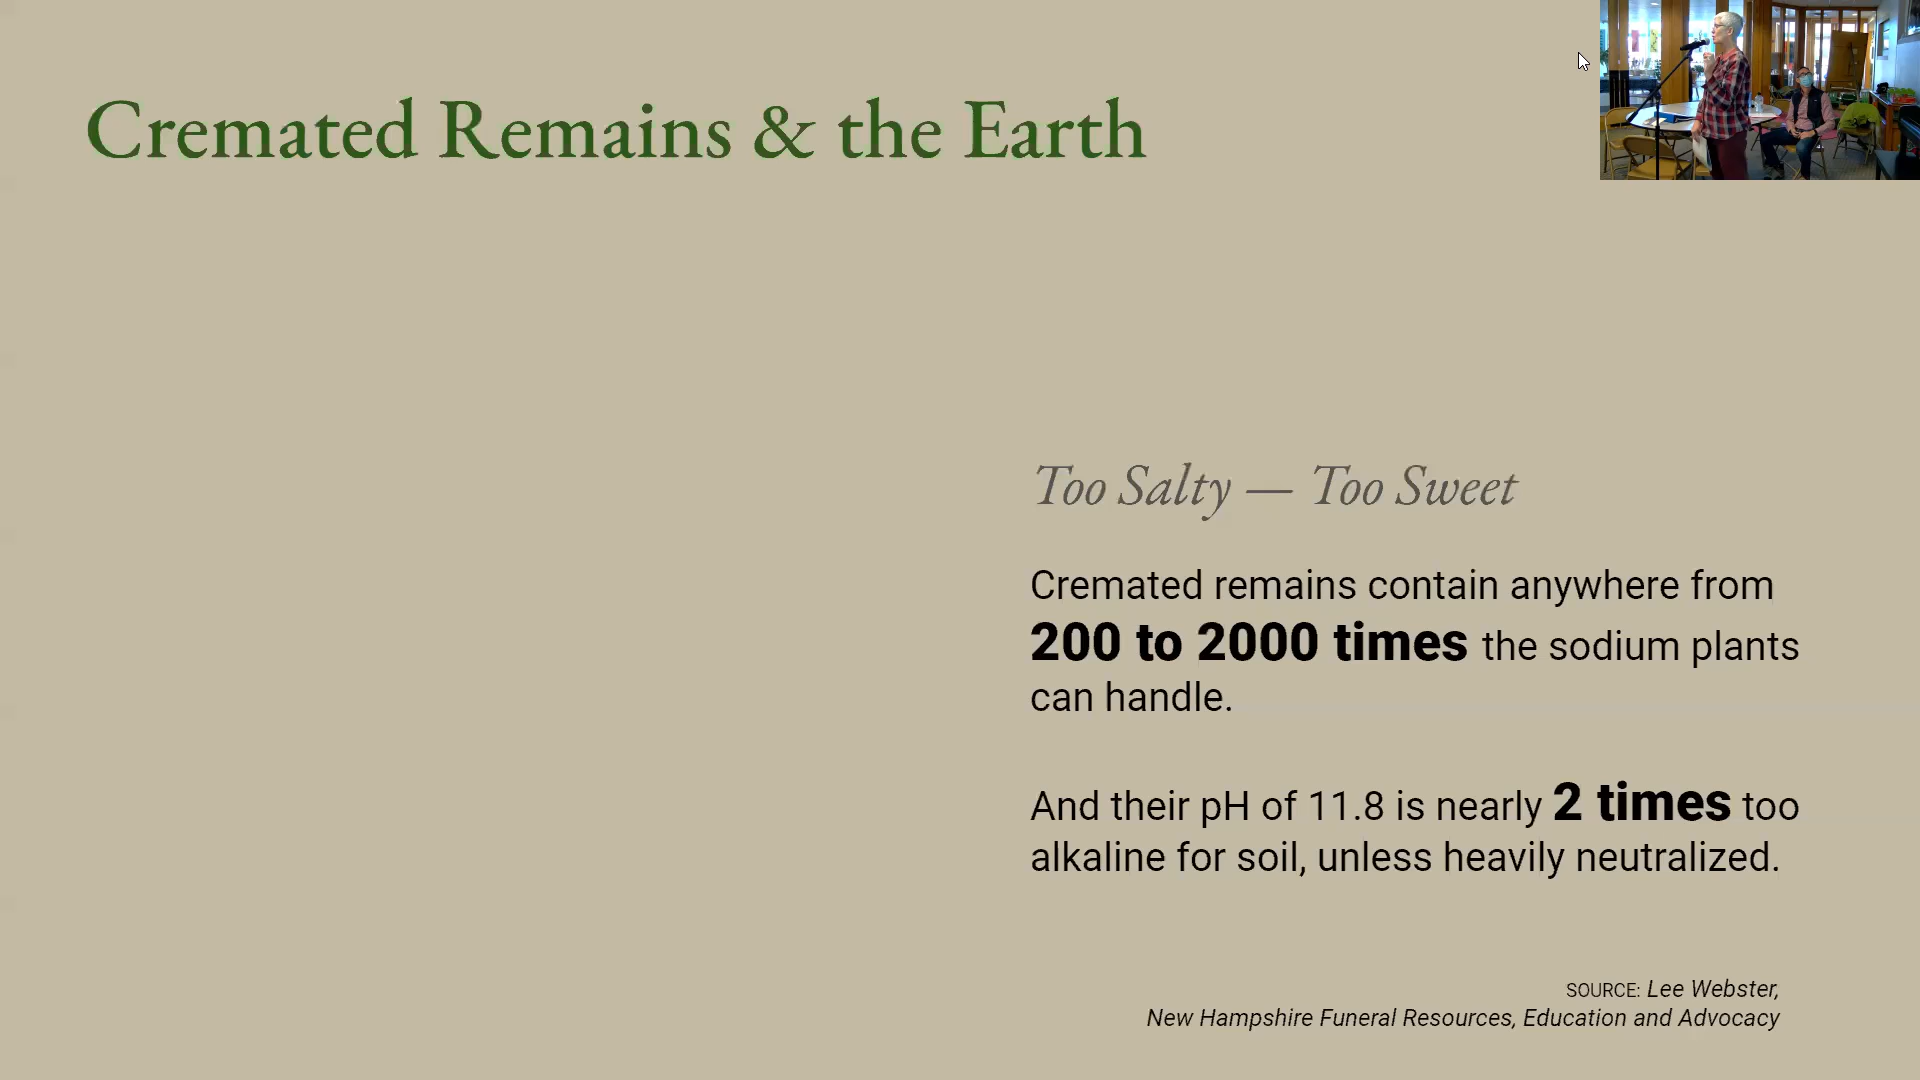 Cremated Remains & the Earth
Too Salty — Too Sweet
Cremated remains contain anywhere from
200 to 2000 times the sodium plants
can handle.
And their pH of 11.8 is nearly 2 times too
alkaline for soil, unless heavily neutralized.
SOURCE: Lee Webster,
New Hampshire Funeral Resources, Education and Advocacy